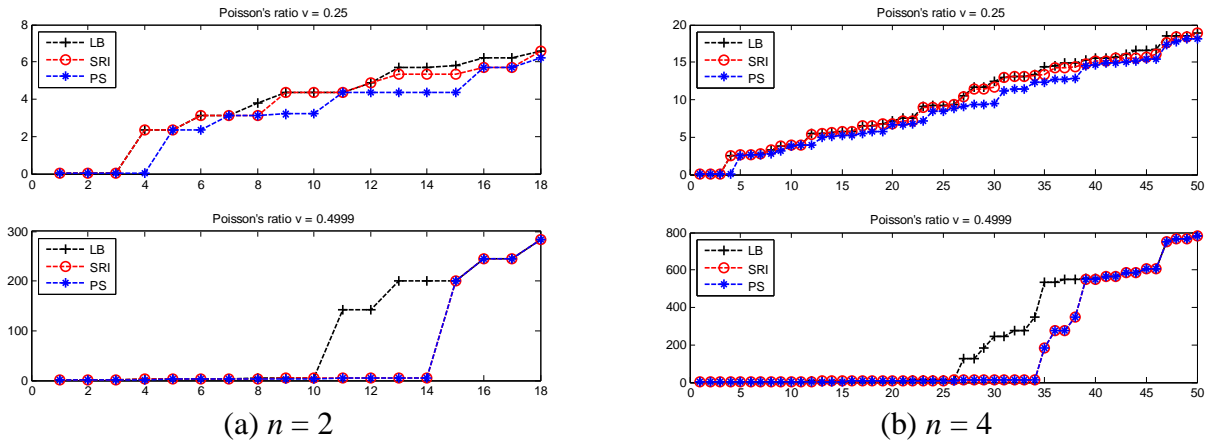 Poisson's ratio v = 0.25
8
6
4
2
0
LB
SRI
PS
0 2 4 6 8 10 12 14 16 18
Poisson's ratio v = 0.4999
300
200
100
0
LB
SRI
PS
0 2 4 6 8 10 12 14 16 18
(a) n = 2
Poisson's ratio v = 0.25
20
15
10
5
0
LB
SRI
PS
0 5 10 15 20 25 30 35 40 45 50
Poisson's ratio v = 0.4999
800
600
400
200
0
LB
SRI
PS
0 5 10 15 20 25 30 35 40 45 50
(b) n = 4